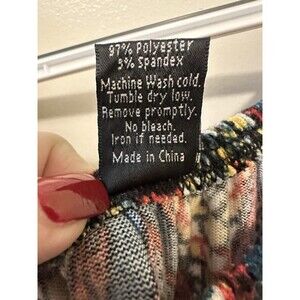 97% Polyester
3% Spandex
Machine Wash cold.
Tumble dry low.
Remove promptly.
No bleach.
Iron if needed.
Made in China